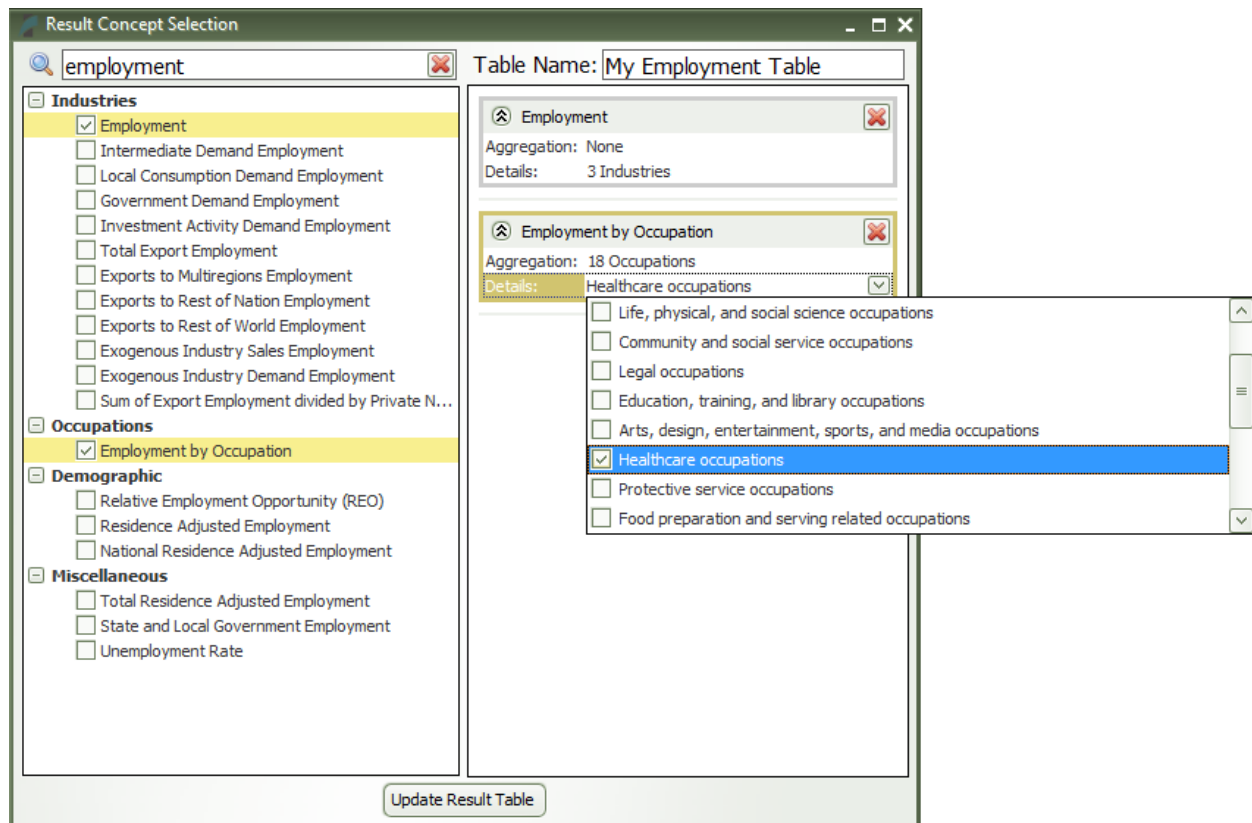 Result Concept Selection
employment
Table Name: My Employment Table
Industries
Employment
Intermediate Demand Employment
Local Consumption Demand Employment
Government Demand Employment
Investment Activity Demand Employment
Total Export Employment
Exports to Multiregions Employment
Exports to Rest of Nation Employment
Exports to Rest of World Employment
Exogenous Industry Sales Employment
Exogenous Industry Demand Employment
Sum of Export Employment divided by Private N...
Occupations
Employment by Occupation
Demographic
Relative Employment Opportunity (REO)
Residence Adjusted Employment
National Residence Adjusted Employment
Miscellaneous
Total Residence Adjusted Employment
State and Local Government Employment
Unemployment Rate
Employment
Aggregation: None
Details: 3 Industries
Employment by Occupation
Aggregation: 18 Occupations
Details: Healthcare occupations
Life, physical, and social science occupations
Community and social service occupations
Legal occupations
Education, training, and library occupations
Arts, design, entertainment, sports, and media occupations
Healthcare occupations
Protective service occupations
Food preparation and serving related occupations
Update Result Table